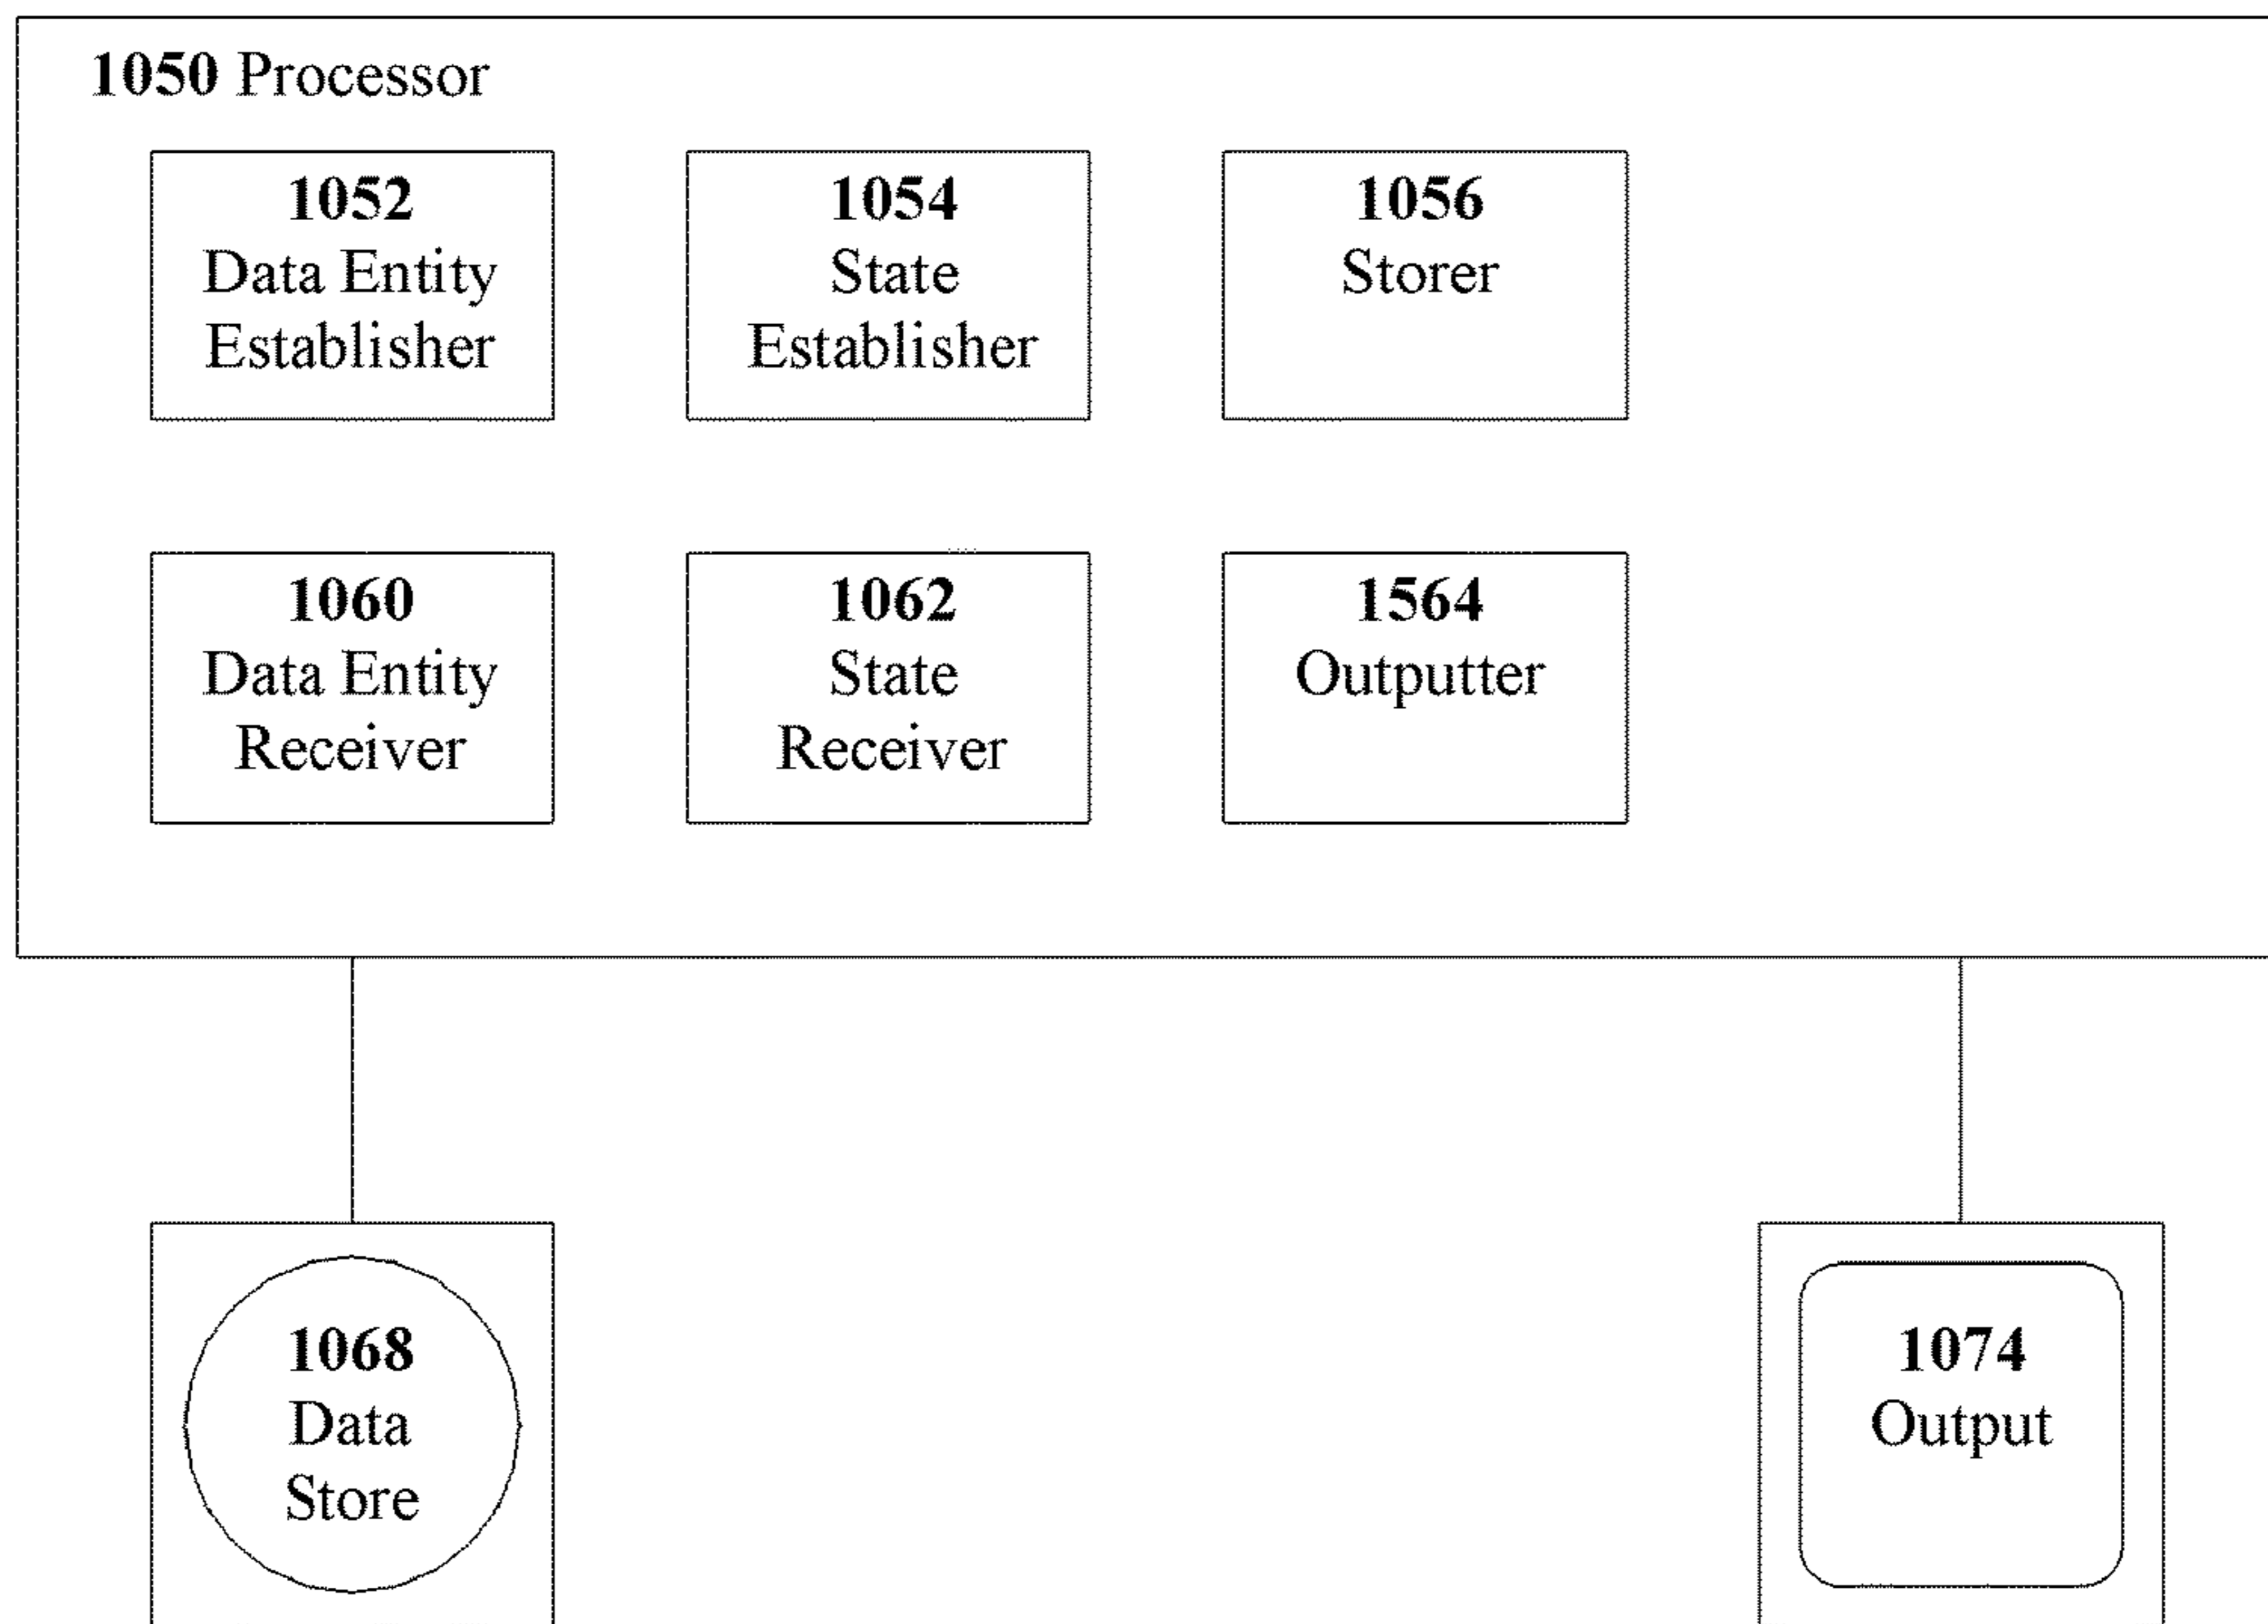 1050 Processor
1052
Data Entity
Establisher
1054
State
Establisher
1056
Storer
1060
Data Entity
Receiver
1062
State
Receiver
1564
Outputter
1068
Data
Store
1074
Output